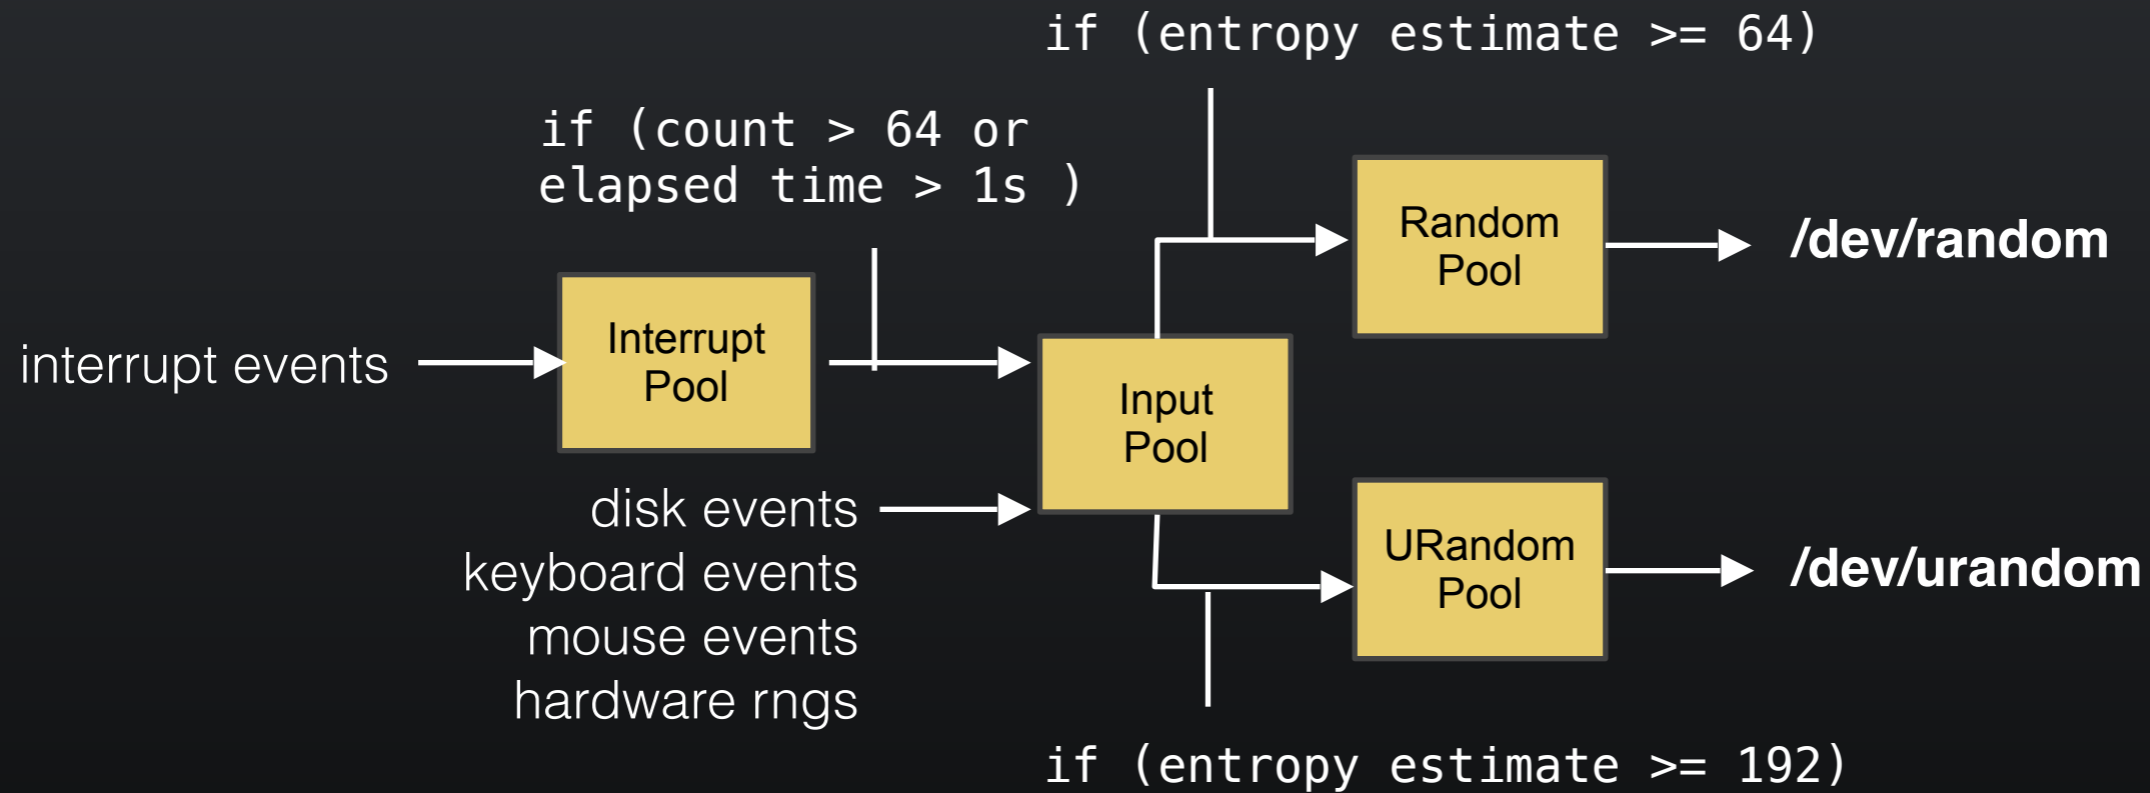 if (entropy estimate >= 64)
if (count > 64 or
elapsed time > 1s )
Random
Pool
/dev/random
interrupt events
Interrupt
Pool
Input
Pool
disk events
keyboard events
mouse events
hardware rngs
URandom
Pool
/dev/urandom
if (entropy estimate >= 192)